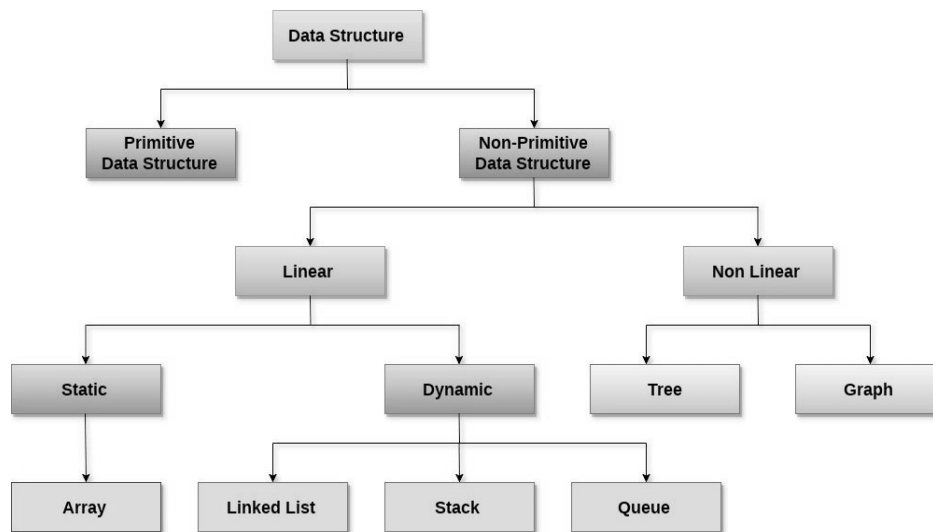 Data Structure
Primitive
Data Structure
Non-Primitive
Data Structure
Linear
Non Linear
Static
Dynamic
Tree
Graph
Array
Linked List
Stack
Queue